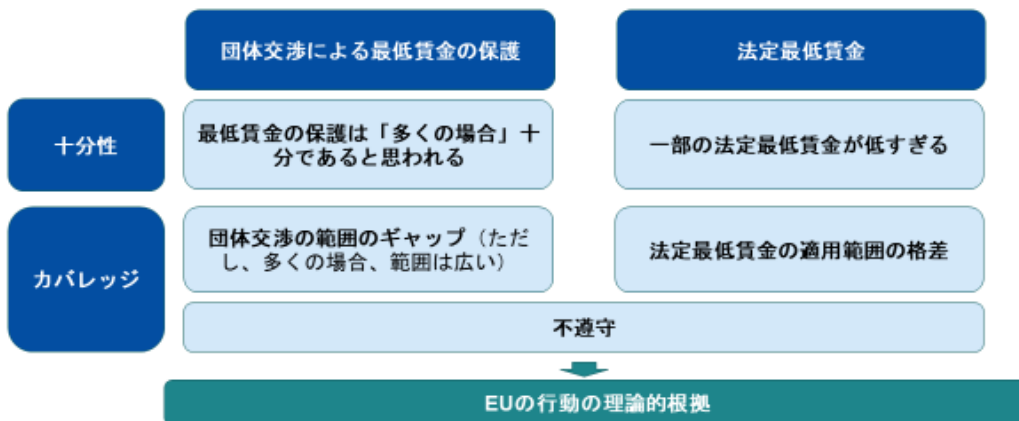 団体交渉による最低賃金の保護
法定最低賃金
十分性
最低賃金の保護は「多くの場合」十
分であると思われる
一部の法定最低賃金が低すぎる
カバレッジ
団体交渉の範囲のギャップ（ただ
し、多くの場合、範囲は広い）
法定最低賃金の適用範囲の格差
不遵守
EUの行動の理論的根拠